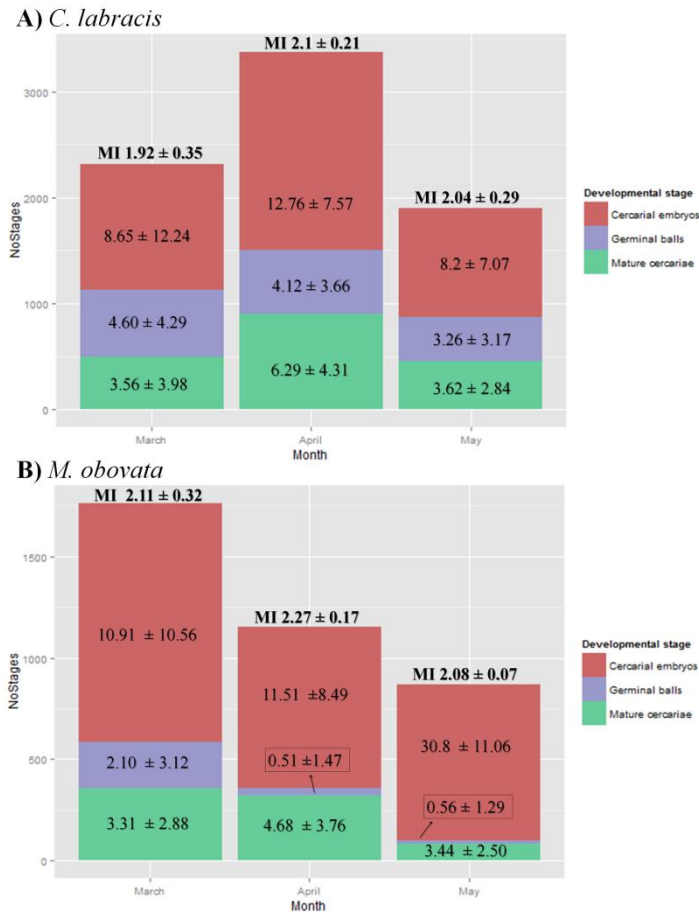 A) C. labracis
MI 2.1 ± 0.21
3000
MI 1.92 ± 0.35
MI 2.04 ± 0.29
2000
12.76 ± 7.57
8.65 ± 12.24
8.2 ± 7.07
NoStages
Developmental stage
Cercarial embryos
Germinal balls
Mature cercariae
4.12 ± 3.66
1000
4.60 ± 4.29
3.26 ± 3.17
6.29 ± 4.31
3.56 ± 3.98
3.62 ± 2.84
0
March
April
May
Month
B) M. obovata
MI 2.11 ± 0.32
1500
MI 2.27 ± 0.17
1000
MI 2.08 ± 0.07
10.91 ± 10.56
11.51 ±8.49
30.8 ± 11.06
NoStages
Developmental stage
Cercarial embryos
Germinal balls
Mature cercariae
500
2.10 ± 3.12
0.51 ±1.47
0.56 ± 1.29
3.31 ± 2.88
4.68 ± 3.76
3.44 ± 2.50
0
March
April
May
Month